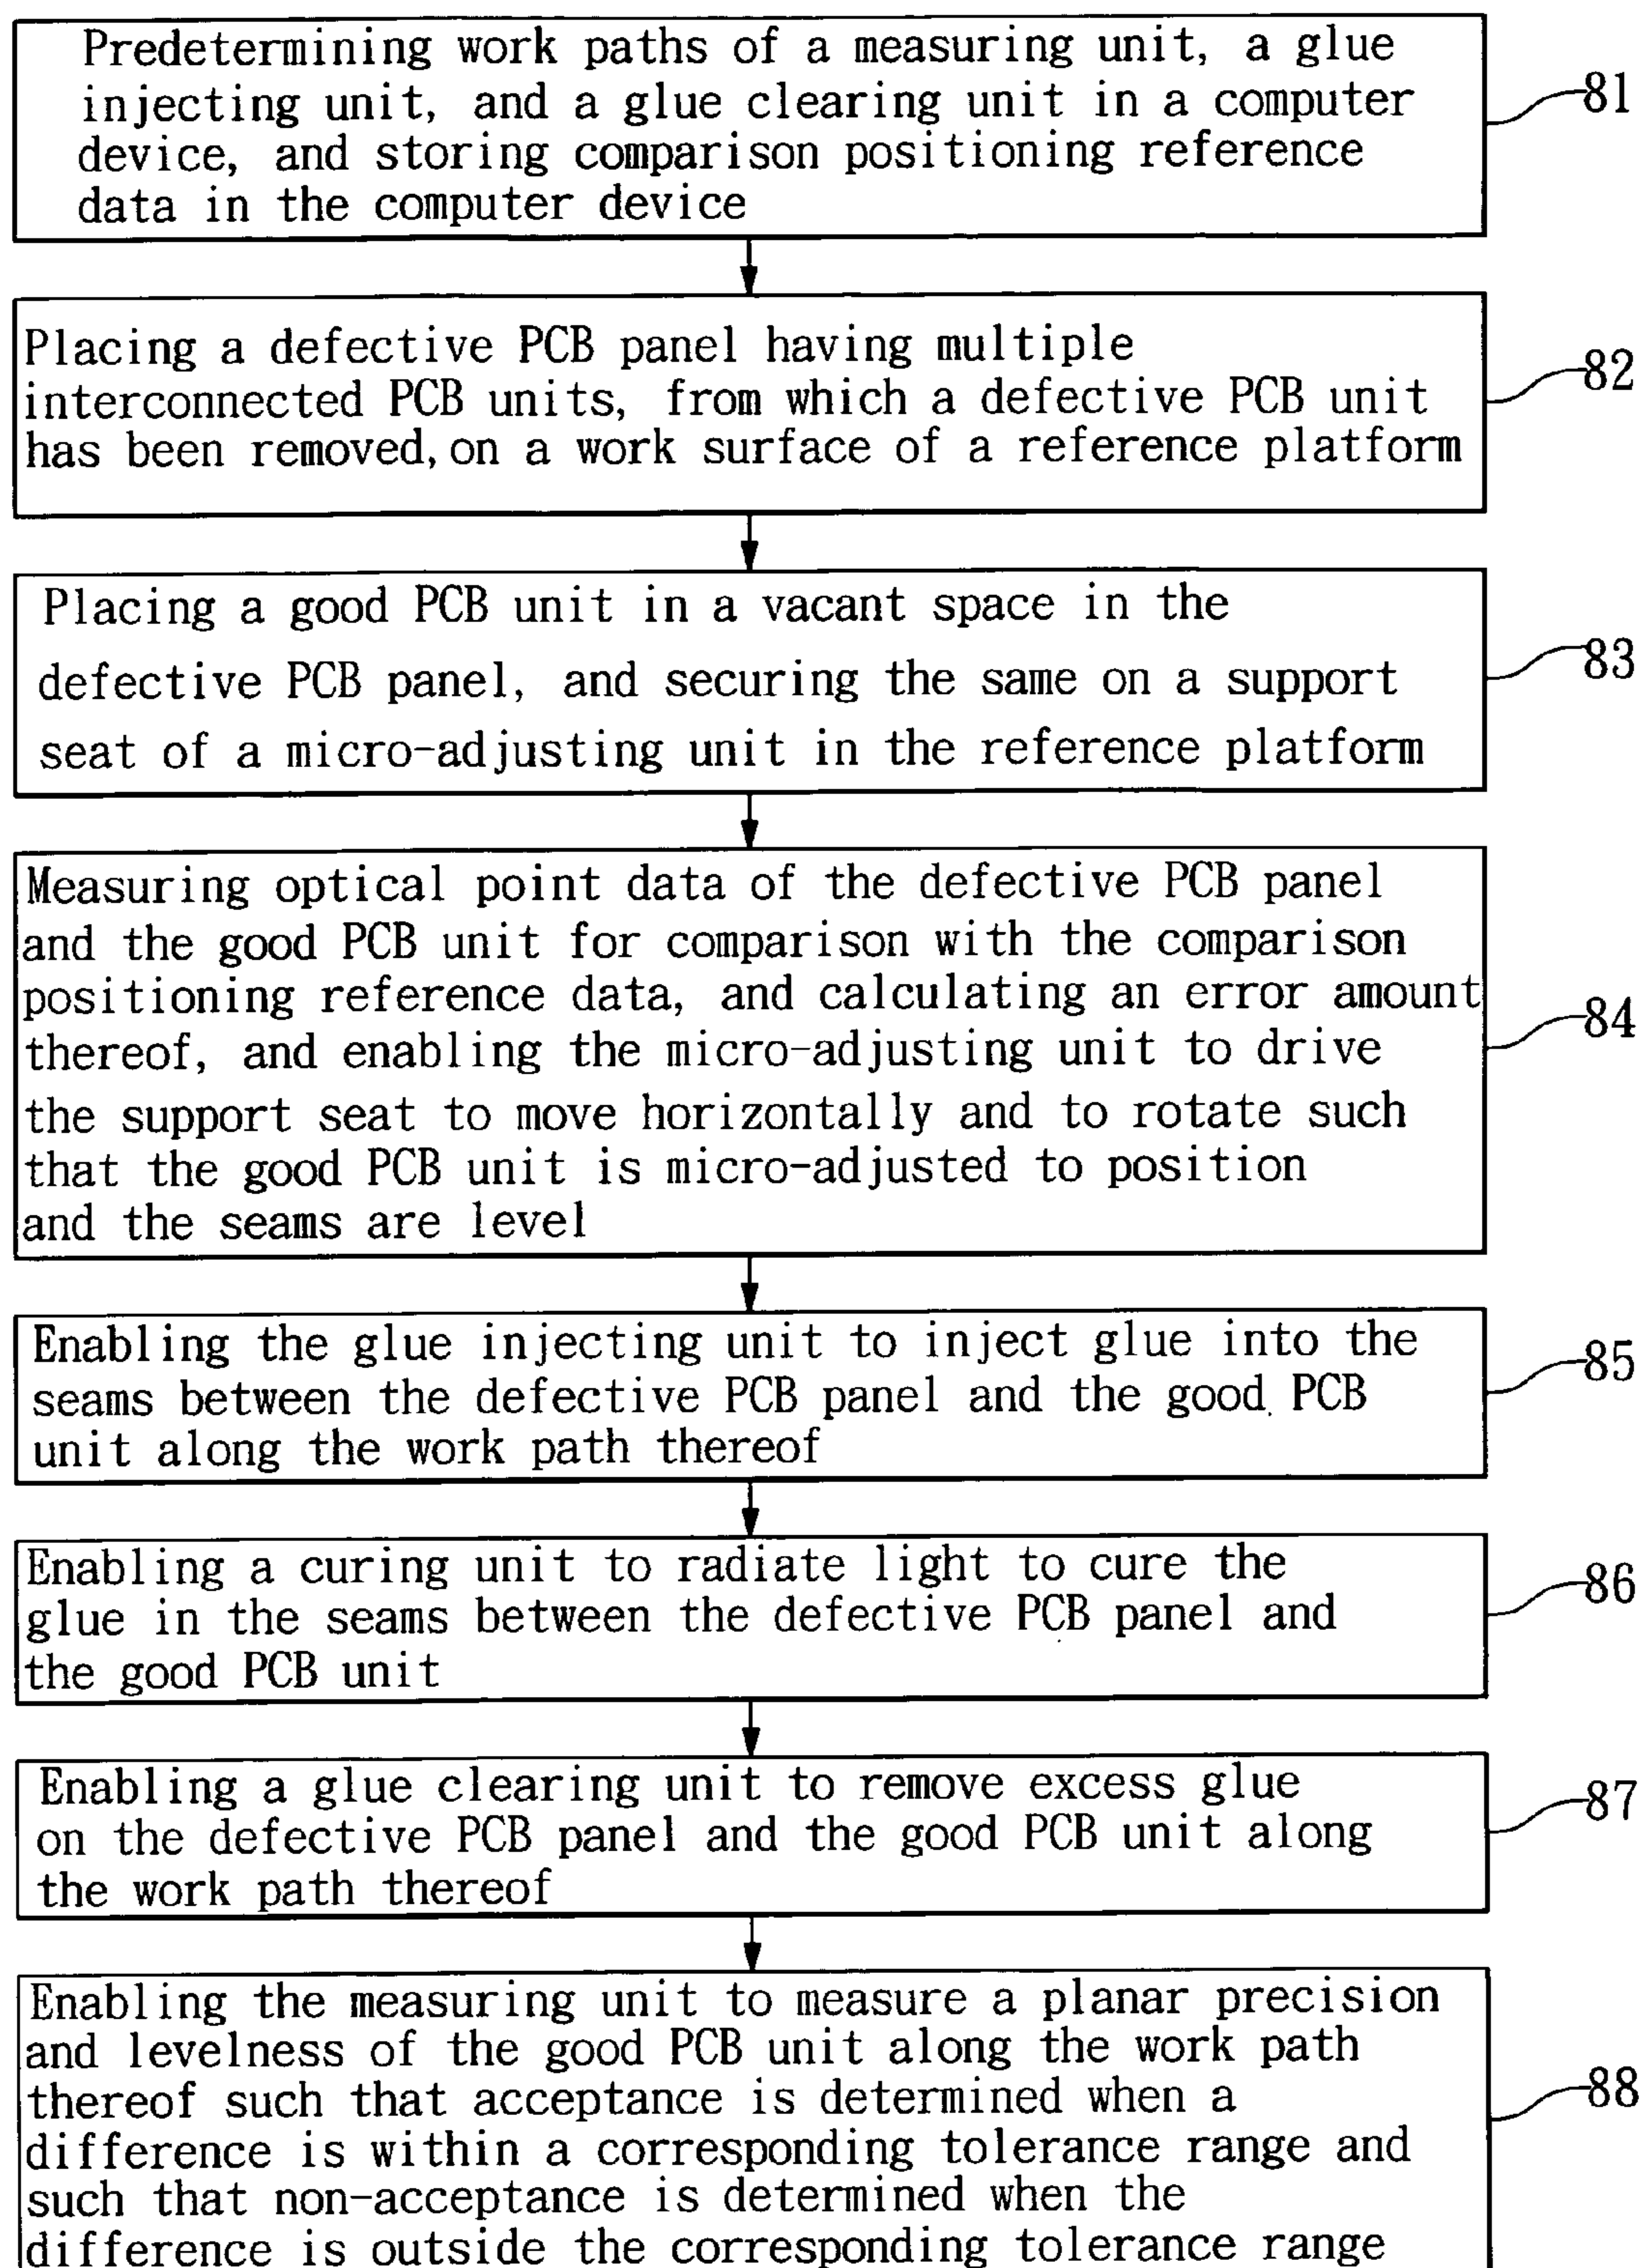 Predetermining work paths of a measuring unit, a glue
injecting unit, and a glue clearing unit in a computer
device, and storing comparison positioning reference
data in the computer device
81
Placing a defective PCB panel having multiple
interconnected PCB units, from which a defective PCB unit
has been removed, on a work surface of a reference platform
82
Placing a good PCB unit in a vacant space in the
defective PCB panel, and securing the same on a support
seat of a micro-adjusting unit in the reference platform
83
Measuring optical point data of the defective PCB panel
and the good PCB unit for comparison with the comparison
positioning reference data, and calculating an error amount
thereof, and enabling the micro-adjusting unit to drive
the support seat to move horizontally and to rotate such
that the good PCB unit is micro-adjusted to position
and the seams are level
84
Enabling the glue injecting unit to inject glue into the
seams between the defective PCB panel and the good PCB
unit along the work path thereof
85
Enabling a curing unit to radiate light to cure the
glue in the seams between the defective PCB panel and
the good PCB unit
86
Enabling a glue clearing unit to remove excess glue
on the defective PCB panel and the good PCB unit along
the work path thereof
87
Enabling the measuring unit to measure a planar precision
and levelness of the good PCB unit along the work path
thereof such that acceptance is determined when a
difference is within a corresponding tolerance range and
such that non-acceptance is determined when the
difference is outside the corresponding tolerance range
88